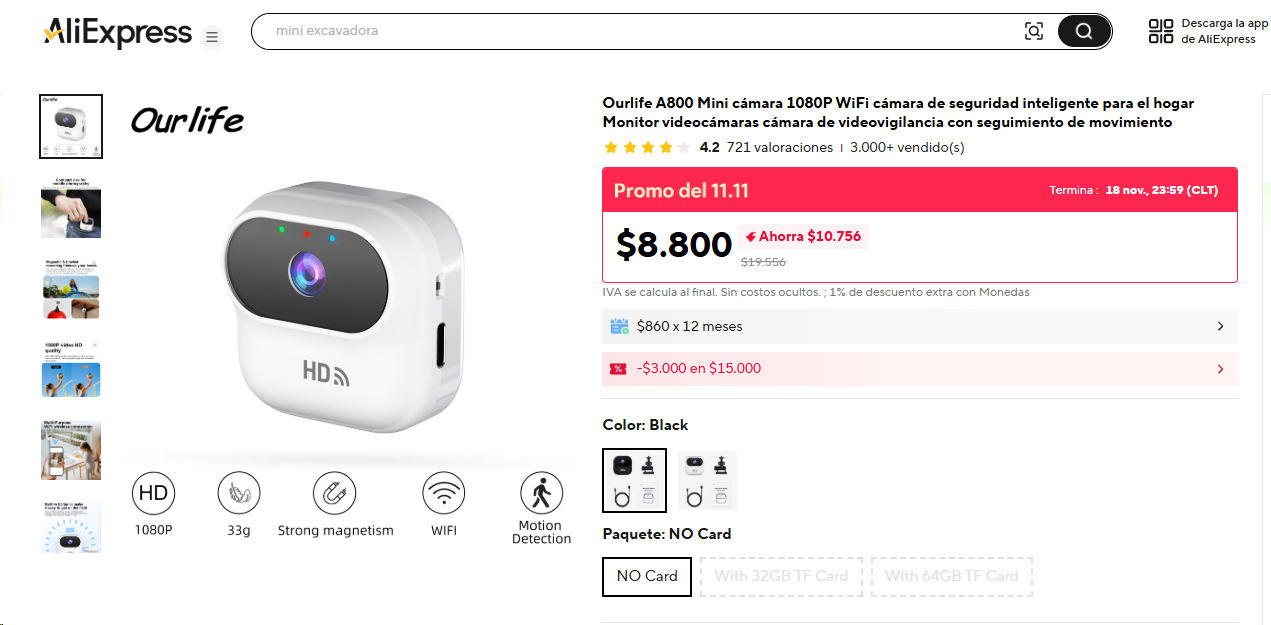 AliExpress
mini excavadora
Descarga la app
de AliExpress
Ourlife
Ourlife A800 Mini cámara 1080P WiFi cámara de seguridad inteligente para el hogar
Monitor videocámaras cámara de videovigilancia con seguimiento de movimiento
4.2 721 valoraciones | 3.000+ vendido(s)
Promo del 11.11
Termina : 18 nov., 23:59 (CLT)
$8.800
Ahorra $10.756
$19.556
IVA se calcula al final. Sin costos ocultos. ; 1% de descuento extra con Monedas
$860 x 12 meses
-$3.000 en $15.000
Color: Black
Paquete: NO Card
NO Card
With 32GB TF Card
With 64GB TF Card
HD
HD
1080P
33g
Strong magnetism
WIFI
Motion
Detection
1080P video HD
quality